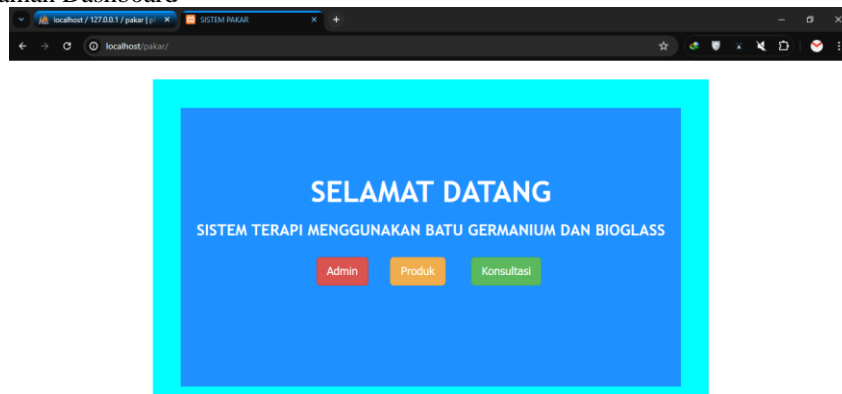 Dashboard
localhost / 127.0.0.1 / pakar | p
SISTEM PAKAR
localhost/pakar/
SELAMAT DATANG
SISTEM TERAPI MENGGUNAKAN BATU GERMANIUM DAN BIOGLASS
Admin
Produk
Konsultasi